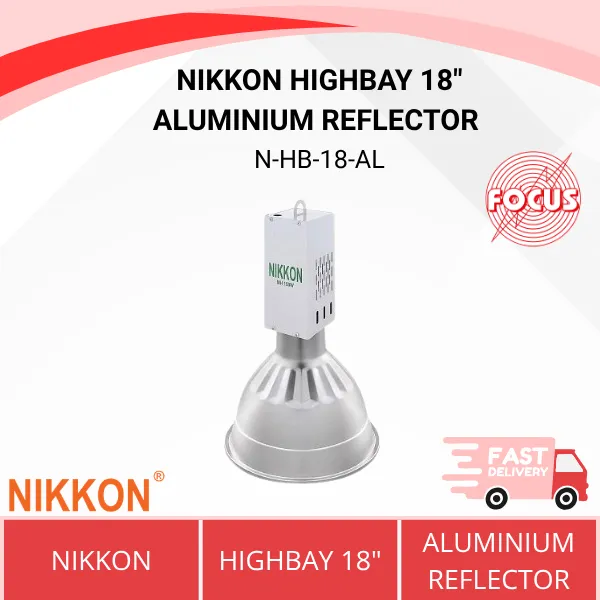 NIKKON HIGHBAY 18"
ALUMINIUM REFLECTOR
N-HB-18-AL
FOCUS
NIKKON
FAST
DELIVERY
NIKKON®
NIKKON
HIGHBAY 18"
ALUMINIUM
REFLECTOR